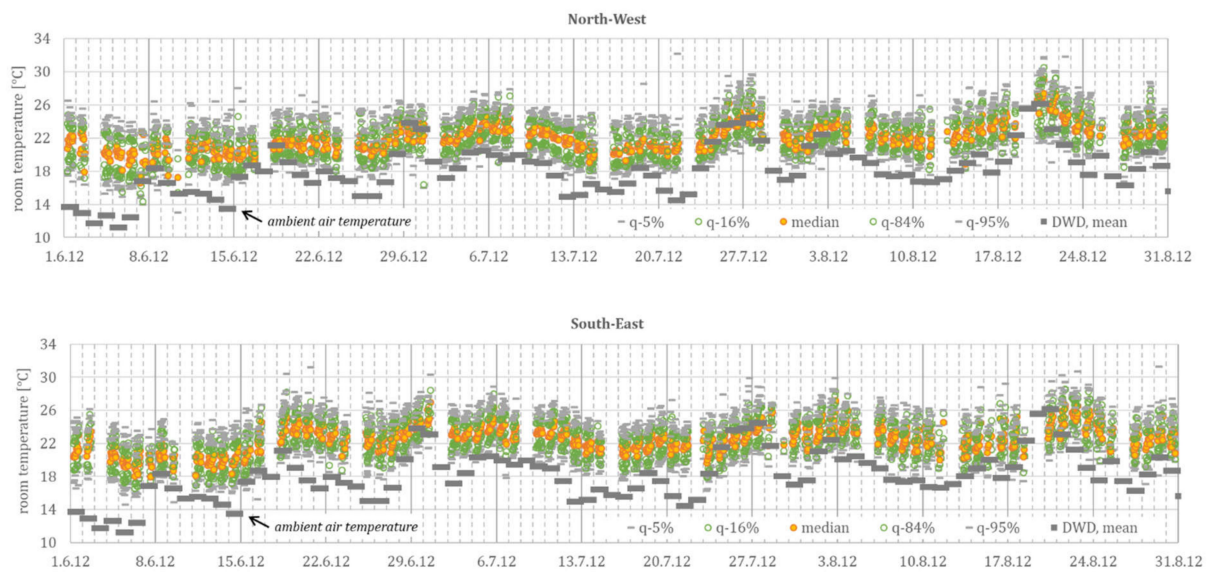 North-West
room temperature [°C]
34
30
26
22
18
14
10
ambient air temperature
q-5% q-16% median q-84% q-95% DWD, mean
1.6.12 8.6.12 15.6.12 22.6.12 29.6.12 6.7.12 13.7.12 20.7.12 27.7.12 3.8.12 10.8.12 17.8.12 24.8.12 31.8.12
South-East
room temperature [°C]
34
30
26
22
18
14
10
ambient air temperature
q-5% q-16% median q-84% q-95% DWD, mean
1.6.12 8.6.12 15.6.12 22.6.12 29.6.12 6.7.12 13.7.12 20.7.12 27.7.12 3.8.12 10.8.12 17.8.12 24.8.12 31.8.12